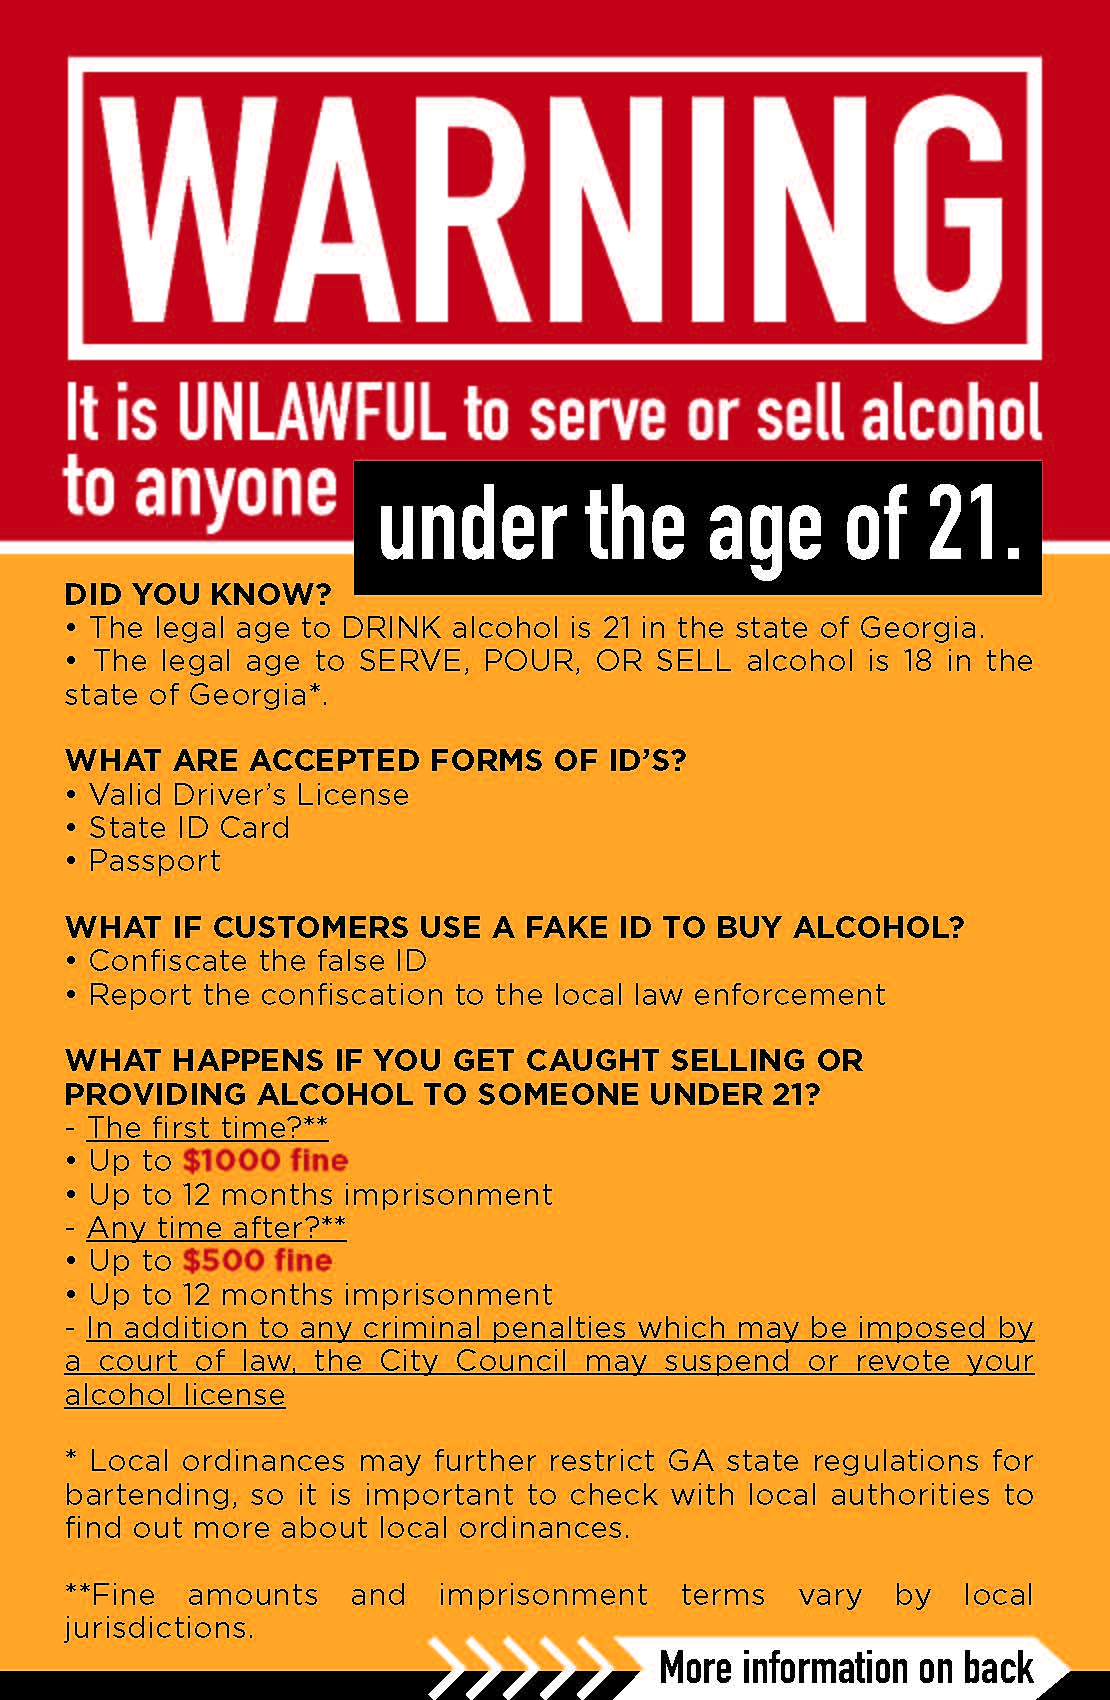 WARNING
It is UNLAWFUL to serve or sell alcohol
to anyone under the age of 21.
DID YOU KNOW?
• The legal age to DRINK alcohol is 21 in the state of Georgia.
• The legal age to SERVE, POUR, OR SELL alcohol is 18 in the
state of Georgia*.
WHAT ARE ACCEPTED FORMS OF ID’S?
• Valid Driver’s License
• State ID Card
• Passport
WHAT IF CUSTOMERS USE A FAKE ID TO BUY ALCOHOL?
• Confiscate the false ID
• Report the confiscation to the local law enforcement
WHAT HAPPENS IF YOU GET CAUGHT SELLING OR
PROVIDING ALCOHOL TO SOMEONE UNDER 21?
- The first time?**
• Up to $1000 fine
• Up to 12 months imprisonment
- Any time after?**
• Up to $500 fine
• Up to 12 months imprisonment
- In addition to any criminal penalties which may be imposed by
a court of law, the City Council may suspend or revote your
alcohol license
* Local ordinances may further restrict GA state regulations for
bartending, so it is important to check with local authorities to
find out more about local ordinances.
**Fine amounts and imprisonment terms vary by local
jurisdictions.
More information on back